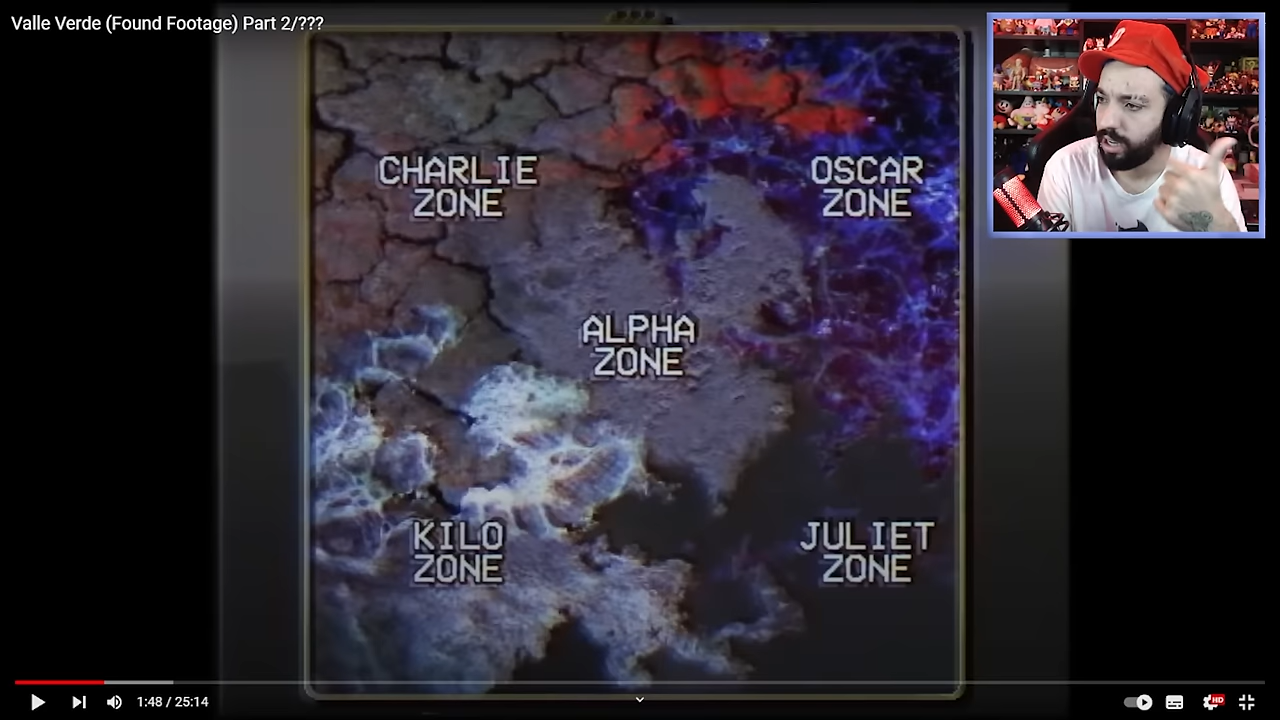 Valle Verde (Found Footage) Part 2/???
CHARLIE
ZONE
OSCAR
ZONE
ALPHA
ZONE
KILO
ZONE
JULIET
ZONE
1:48 / 25:14
HD